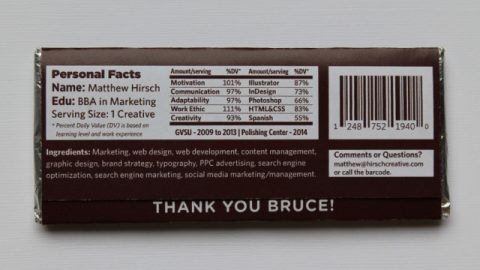 Personal Facts
Name: Matthew Hirsch
Edu: BBA in Marketing
Serving Size: 1 Creative
* Percent Daily Value (DV) is based on
learning level and work experience
Amount/serving %DV* Amount/serving %DV*
Motivation 101% Illustrator 87%
Communication 97% InDesign 73%
Adaptability 97% Photoshop 66%
Work Ethic 111% HTML&CSS 83%
Creativity 93% Spanish 55%
GVSU - 2009 to 2013 | Polishing Center - 2014
1 248 752 1940 0
Ingredients: Marketing, web design, web development, content management,
graphic design, brand strategy, typography, PPC advertising, search engine
optimization, search engine marketing, social media marketing/management.
Comments or Questions?
matthew@hirschcreative.com
or call the barcode.
THANK YOU BRUCE!